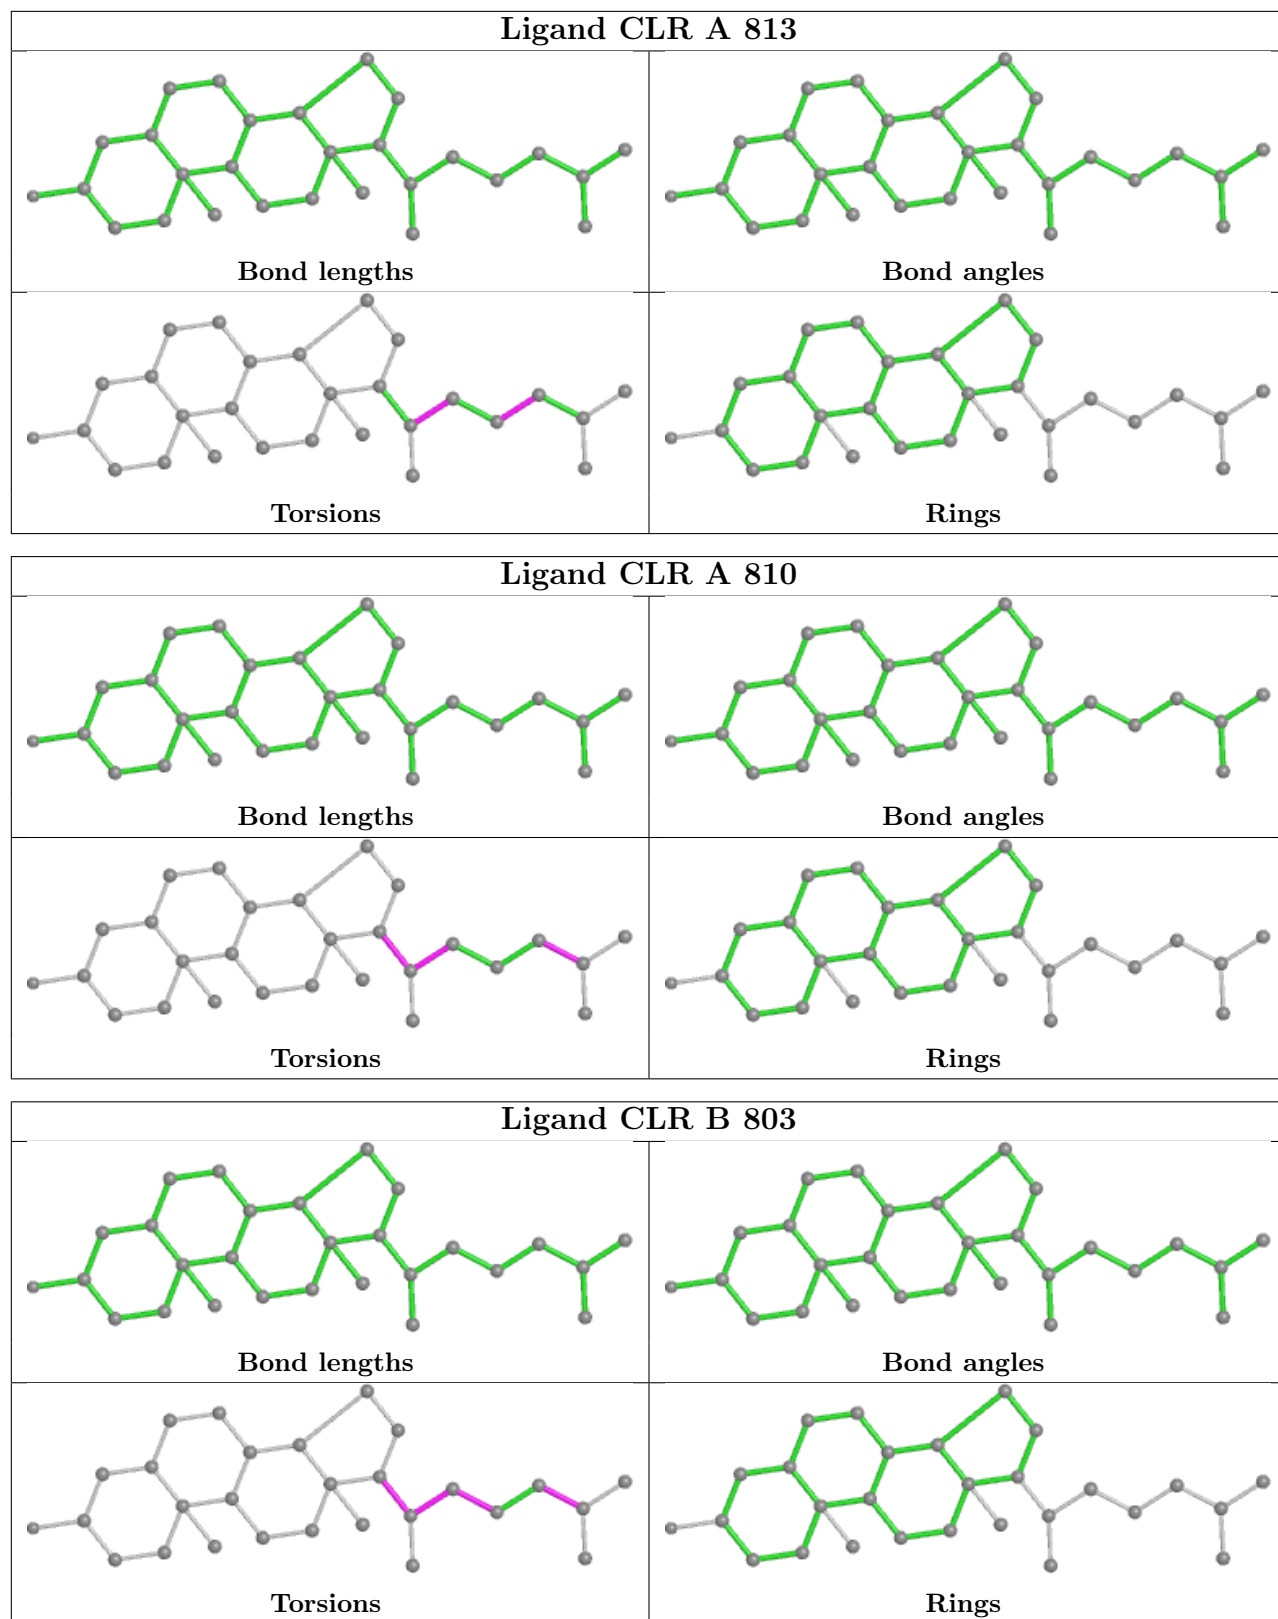 Ligand CLR A 813
Bond lengths
Bond angles
Torsions
Rings
Ligand CLR A 810
Bond lengths
Bond angles
Torsions
Rings
Ligand CLR B 803
Bond lengths
Bond angles
Torsions
Rings